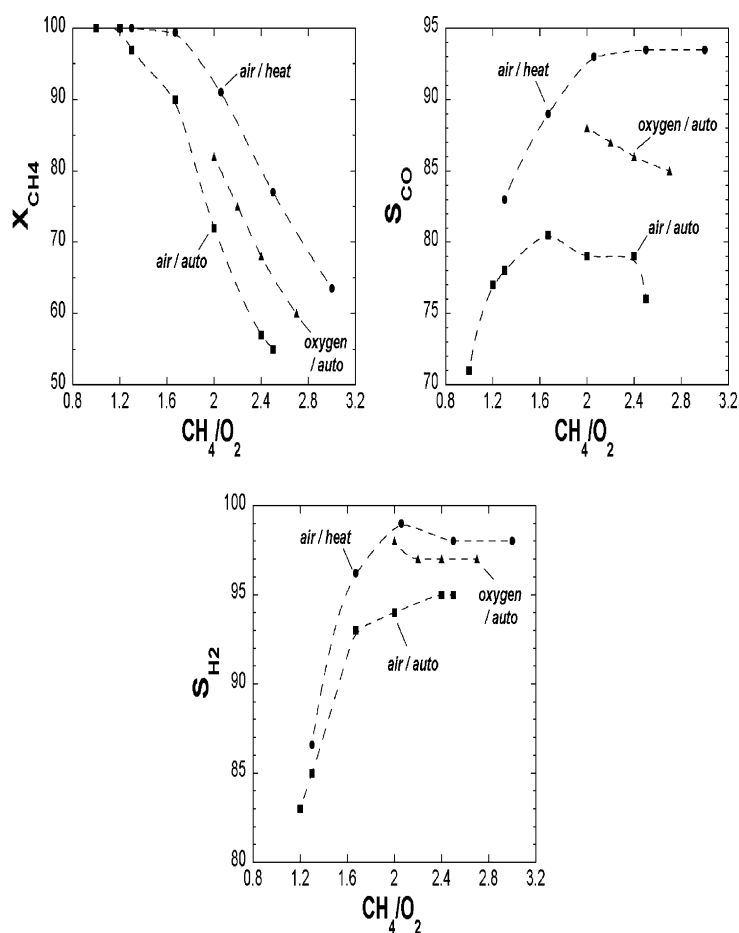 100
90
80
70
60
50
X_CH4
air / heat
air / auto
oxygen
/ auto
0.8 1.2 1.6 2.0 2.4 2.8 3.2
CH4/O2
95
90
85
80
75
70
S_CO
air / heat
oxygen / auto
air / auto
0.8 1.2 1.6 2 2.4 2.8 3.2
CH4/O2
100
95
90
85
80
S_H2
air / heat
oxygen
/ auto
air / auto
0.8 1.2 1.6 2 2.4 2.8 3.2
CH4/O2